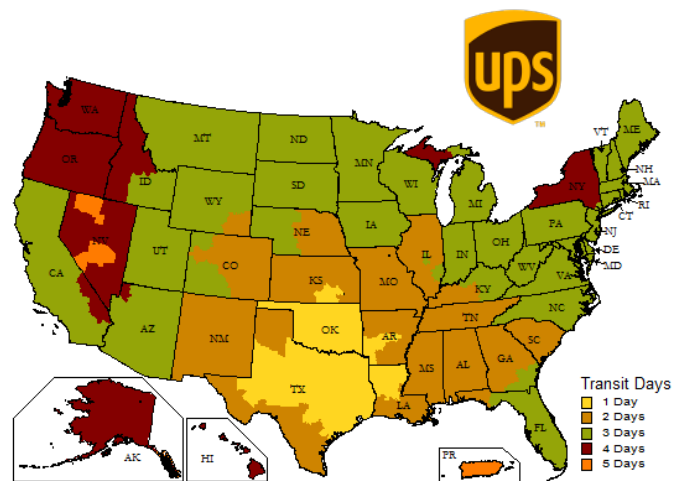 ups
TM
WA
OR
CA
NV
ID
MT
WY
UT
AZ
CO
NM
ND
SD
NE
KS
OK
TX
MN
IA
MO
AR
LA
WI
IL
MI
IN
OH
KY
TN
MS
AL
GA
FL
SC
NC
VA
WV
PA
NY
VT
ME
NH
MA
RI
CT
NJ
DE
MD
AK
HI
PR
Transit Days
1 Day
2 Days
3 Days
4 Days
5 Days